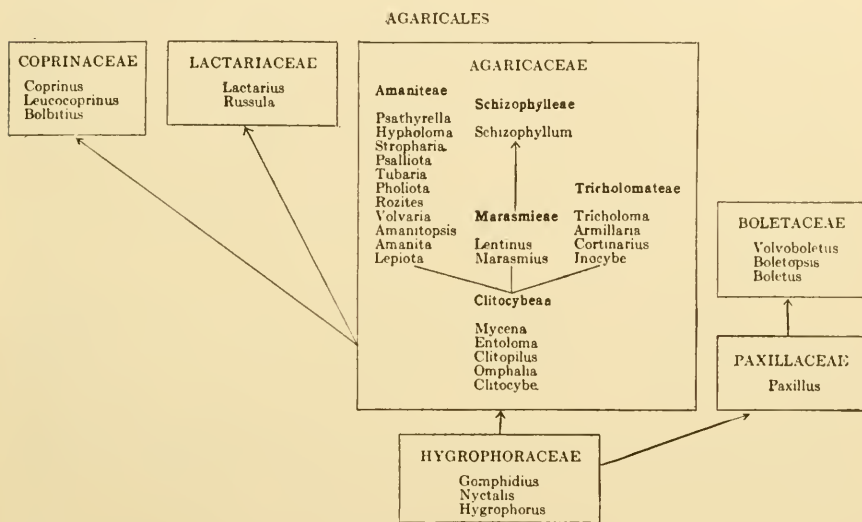 AGARICALES
COPRINACEAE
Coprinus
Leucocoprinus
Bolbitius
LACTARIACEAE
Lactarius
Russula
AGARICACEAE
Amaniteae
Psathyrella
Hypholoma
Stropharia
Psalliota
Tubaria
Pholiota
Rozites
Volvaria
Amanitopsis
Amanita
Lepiota
Schizophylleae
Schizophyllum
Marasmieae
Lentinus
Marasmius
Tricholomateae
Tricholoma
Armillaria
Cortinarius
Inocybe
Clitocybeae
Mycena
Entoloma
Clitopilus
Omphalia
Clitocybe
BOLETACEAE
Volvoboletus
Boletopsis
Boletus
PAXILLACEAE
Paxillus
HYGROPHORACEAE
Gomphidius
Nyctalis
Hygrophorus